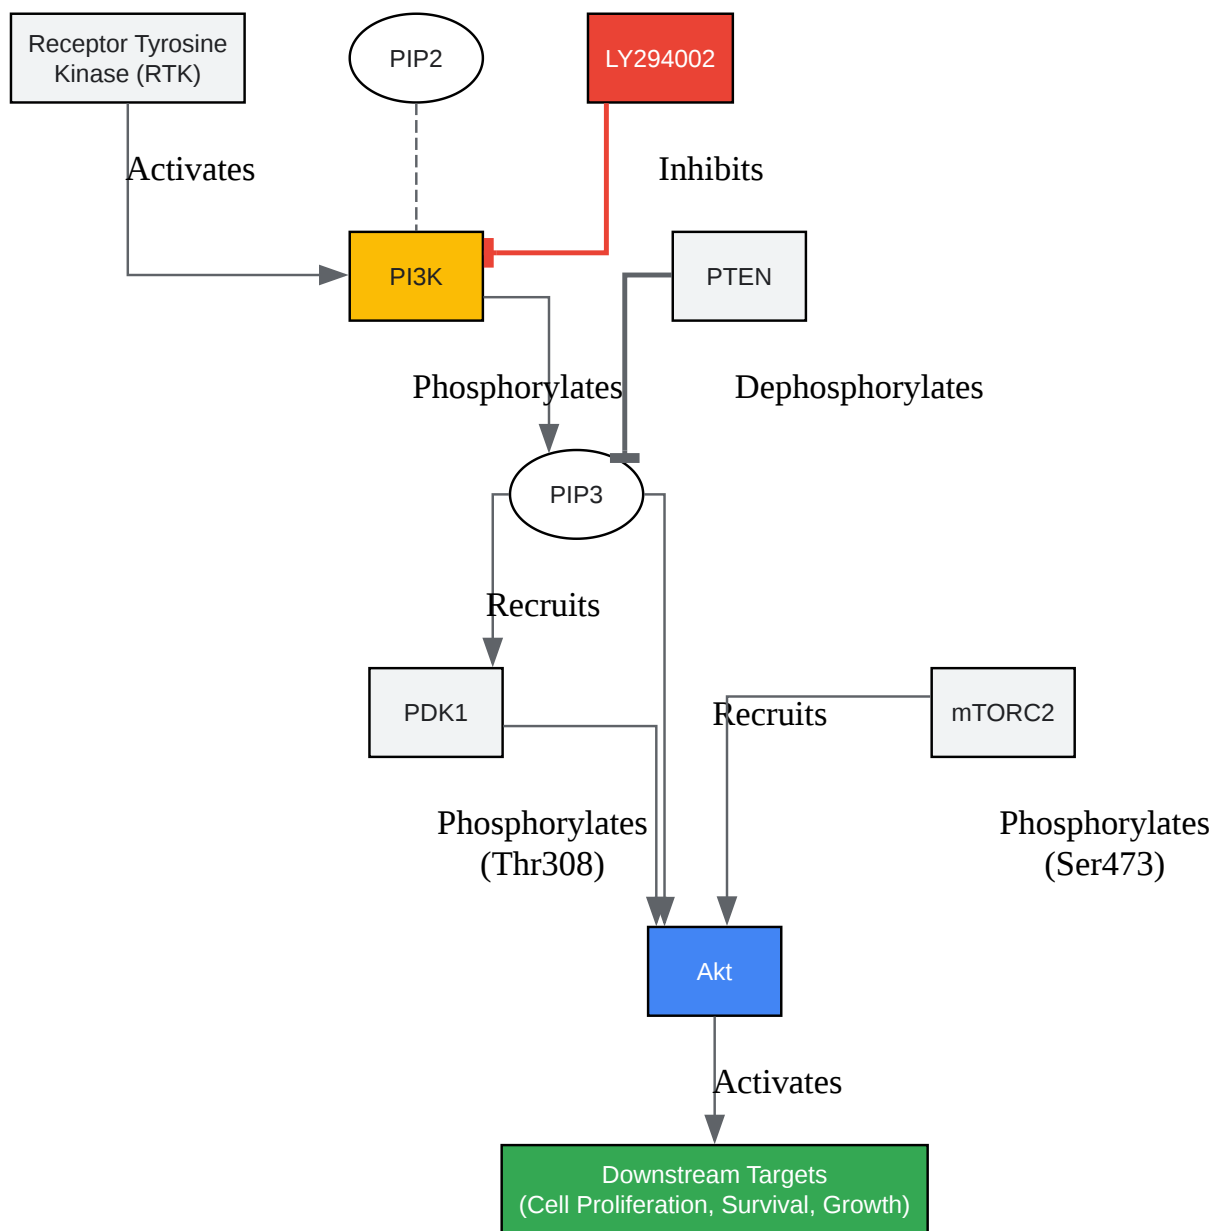 Receptor Tyrosine
Kinase (RTK)
PIP2
LY294002
Activates
Inhibits
PI3K
PTEN
Phosphorylates
Dephosphorylates
PIP3
Recruits
PDK1
Recruits
mTORC2
Phosphorylates
(Thr308)
Phosphorylates
(Ser473)
Akt
Activates
Downstream Targets
(Cell Proliferation, Survival, Growth)